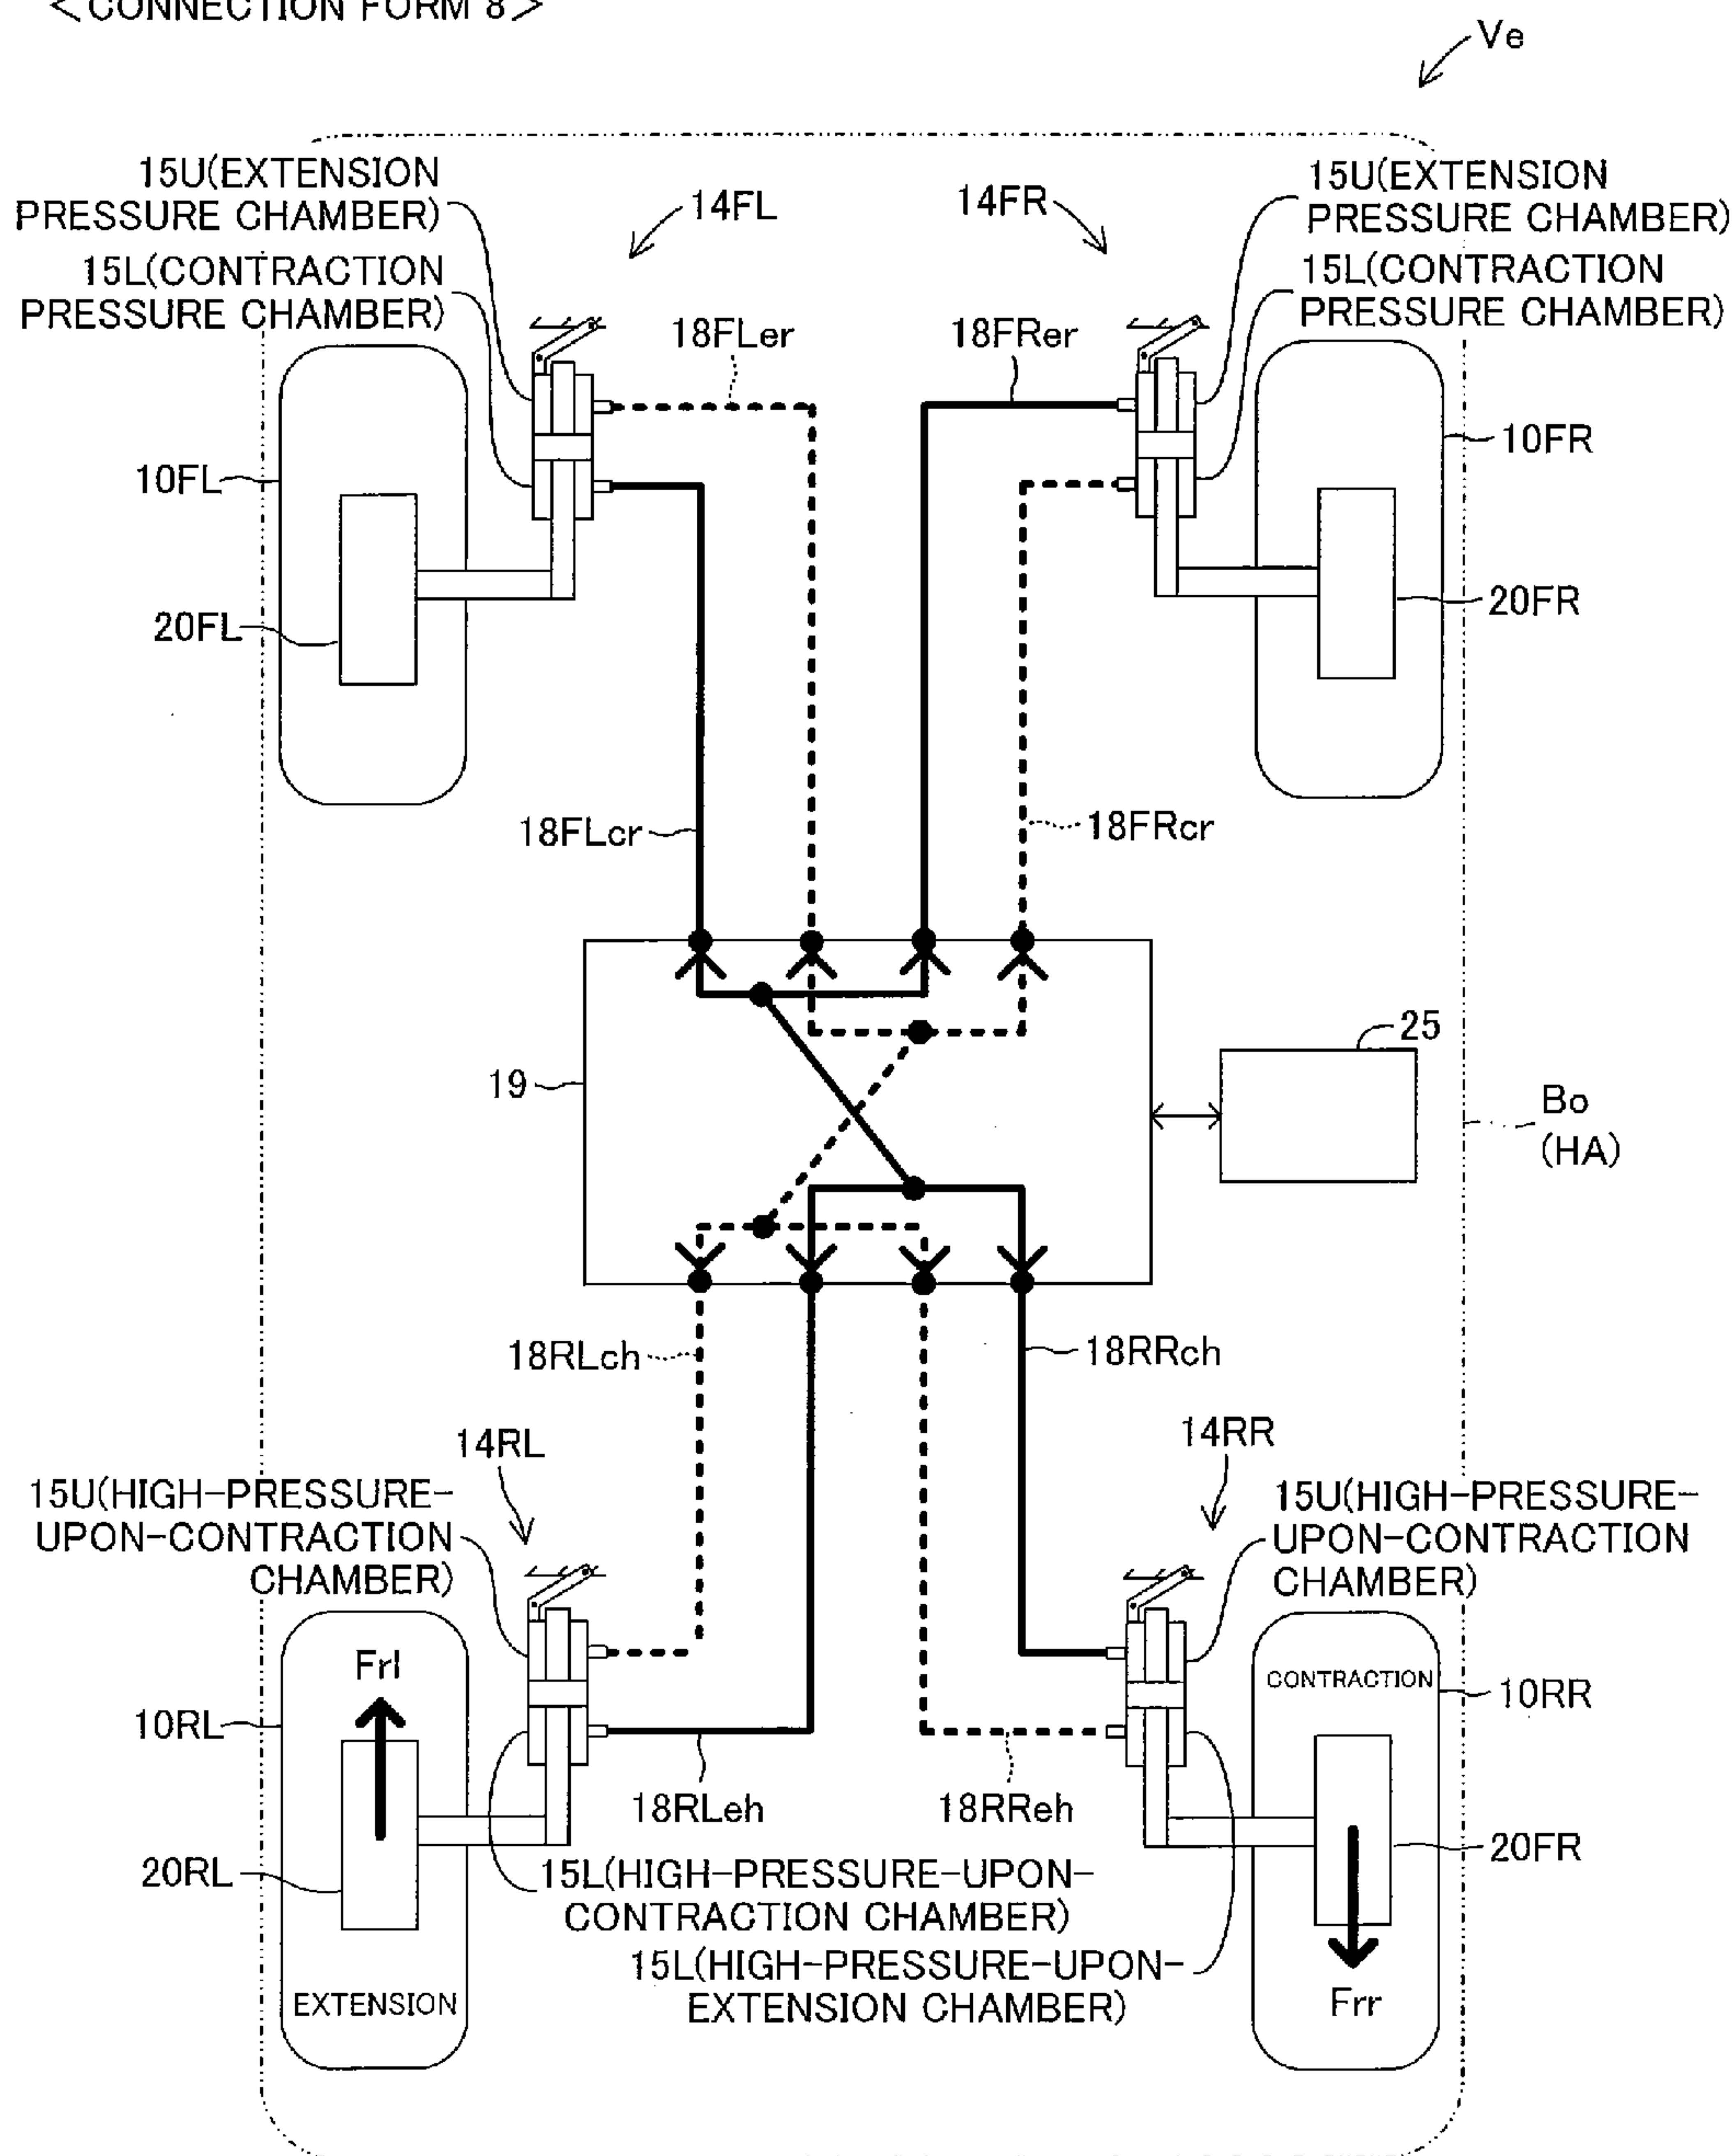 <CONNECTION FORM 8>
Ve
15U(EXTENSION
PRESSURE CHAMBER)
14FL
14FR
15U(EXTENSION
PRESSURE CHAMBER)
15L(CONTRACTION
PRESSURE CHAMBER)
15L(CONTRACTION
PRESSURE CHAMBER)
18FLer
18FRer
10FL
10FR
20FL
20FR
18FLcr
18FRcr
19
25
Bo
(HA)
18RLch
18RRch
14RL
14RR
15U(HIGH-PRESSURE-
UPON-CONTRACTION
CHAMBER)
15U(HIGH-PRESSURE-
UPON-CONTRACTION
CHAMBER)
Frl
CONTRACTION
10RL
10RR
18RLeh
18RReh
20RL
20FR
15L(HIGH-PRESSURE-UPON-
CONTRACTION CHAMBER)
15L(HIGH-PRESSURE-UPON-
EXTENSION CHAMBER)
EXTENSION
Frr